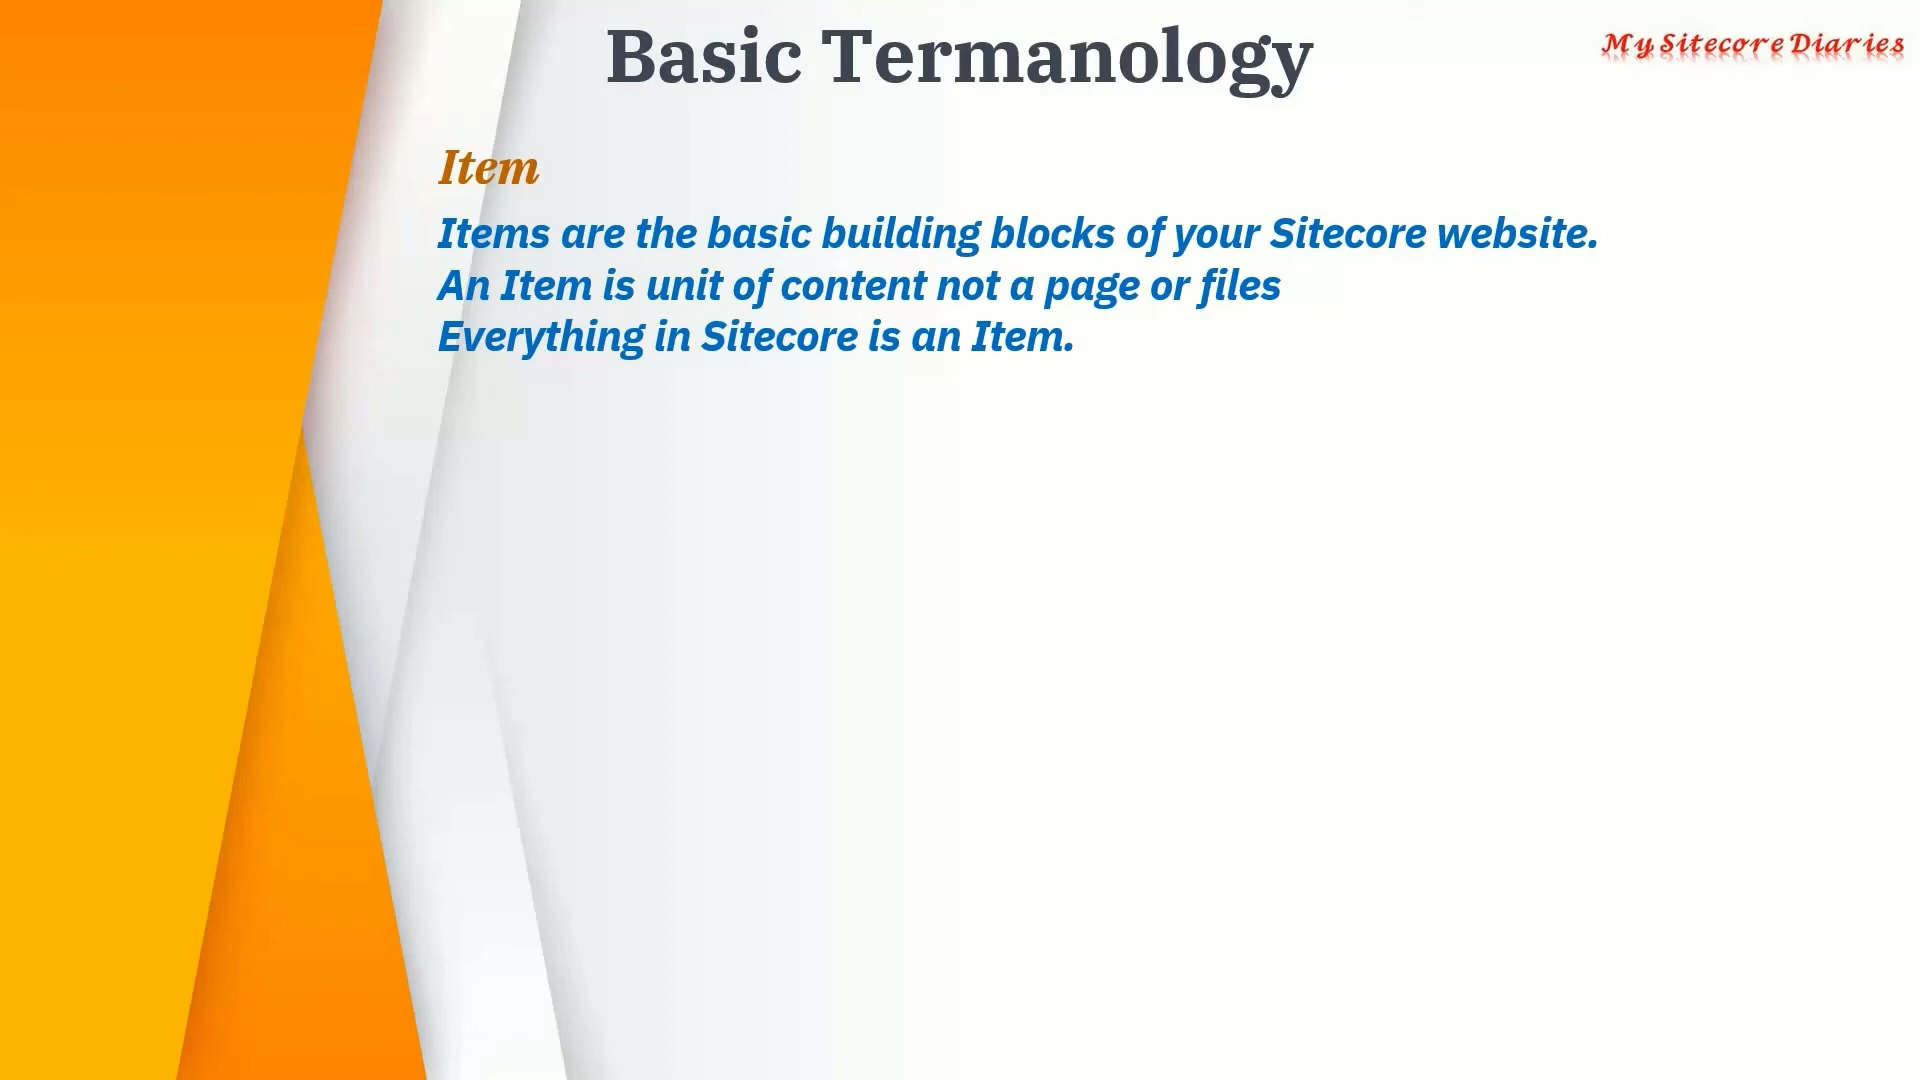 Basic Termanology
My Sitecore Diaries
Item
Items are the basic building blocks of your Sitecore website.
An Item is unit of content not a page or files
Everything in Sitecore is an Item.